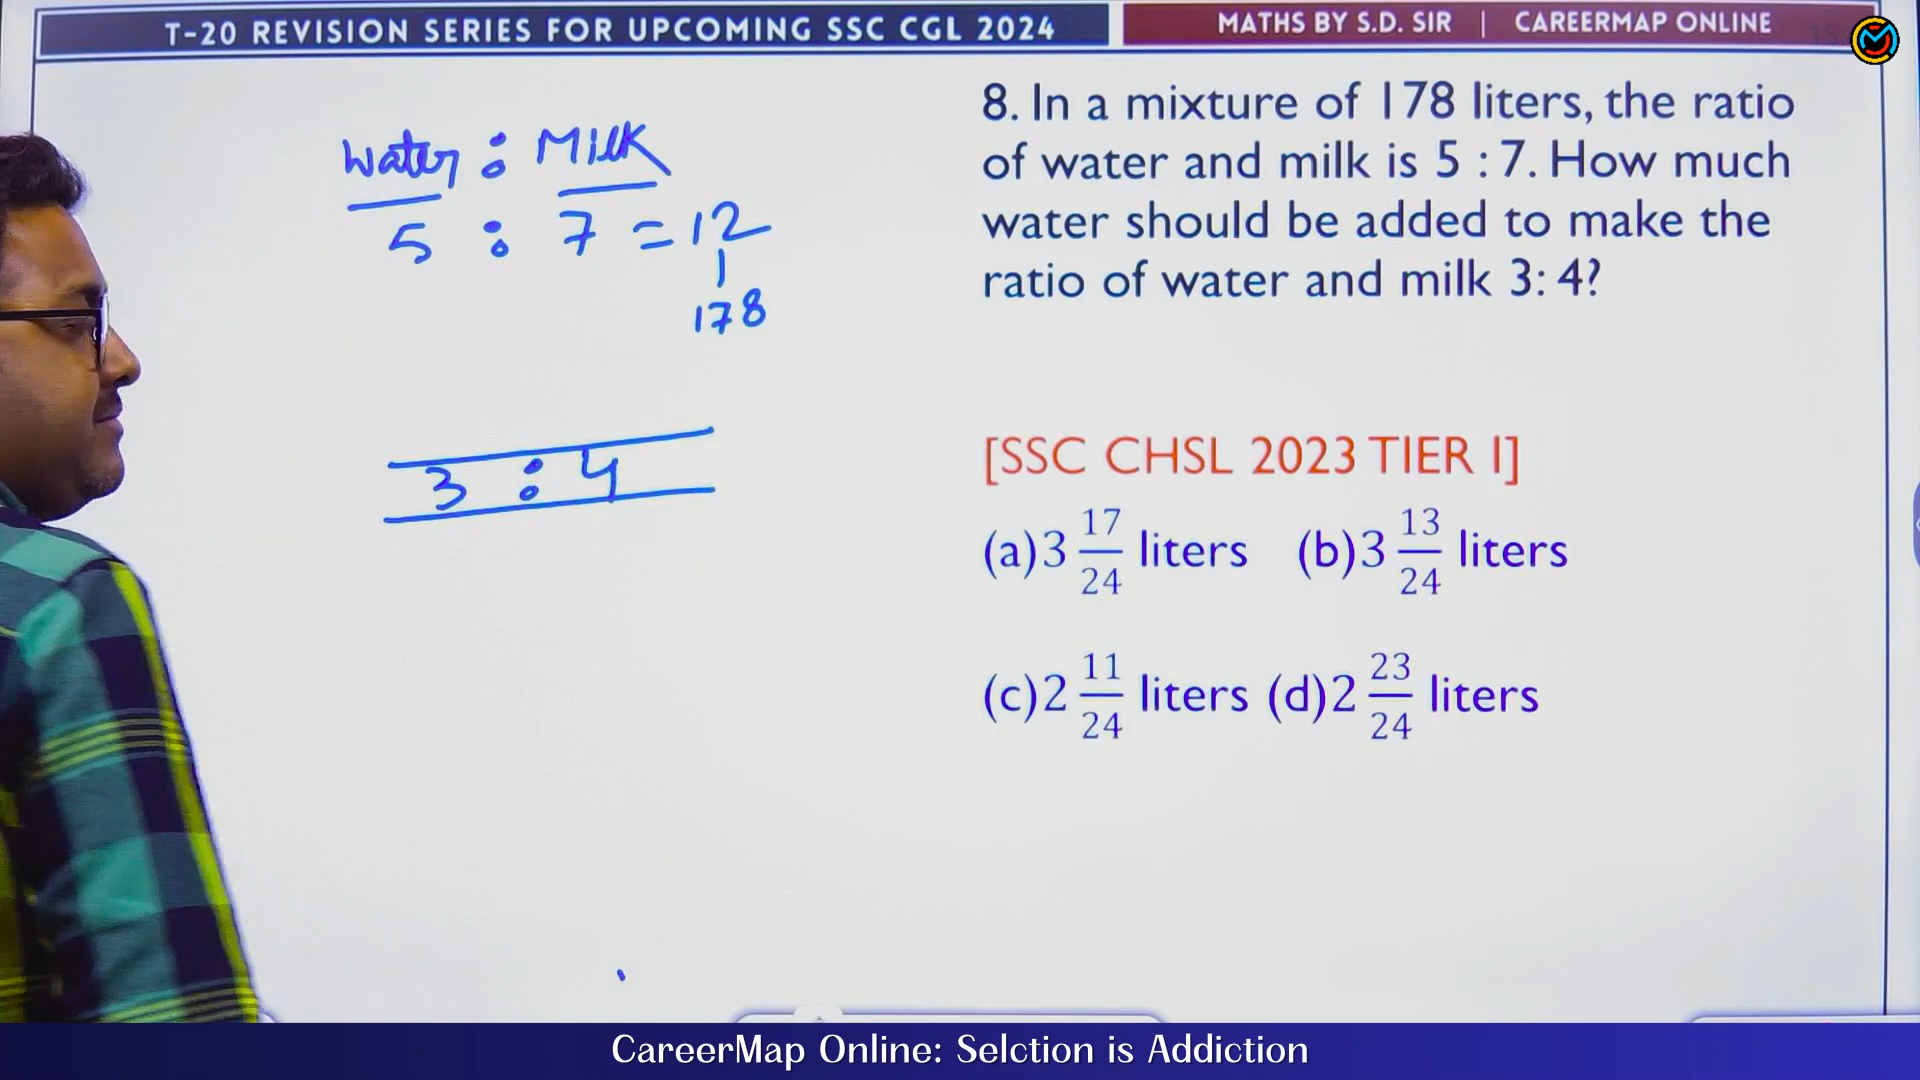 T-20 REVISION SERIES FOR UPCOMING SSC CGL 2024
MATHS BY S.D. SIR | CAREERMAP ONLINE
Water : Milk
5 : 7 = 12
178
3 : 4
8. In a mixture of 178 liters, the ratio
of water and milk is 5 : 7. How much
water should be added to make the
ratio of water and milk 3: 4?
[SSC CHSL 2023 TIER I]
(a)3 17/24 liters (b)3 13/24 liters
(c)2 11/24 liters (d)2 23/24 liters
CareerMap Online: Selction is Addiction